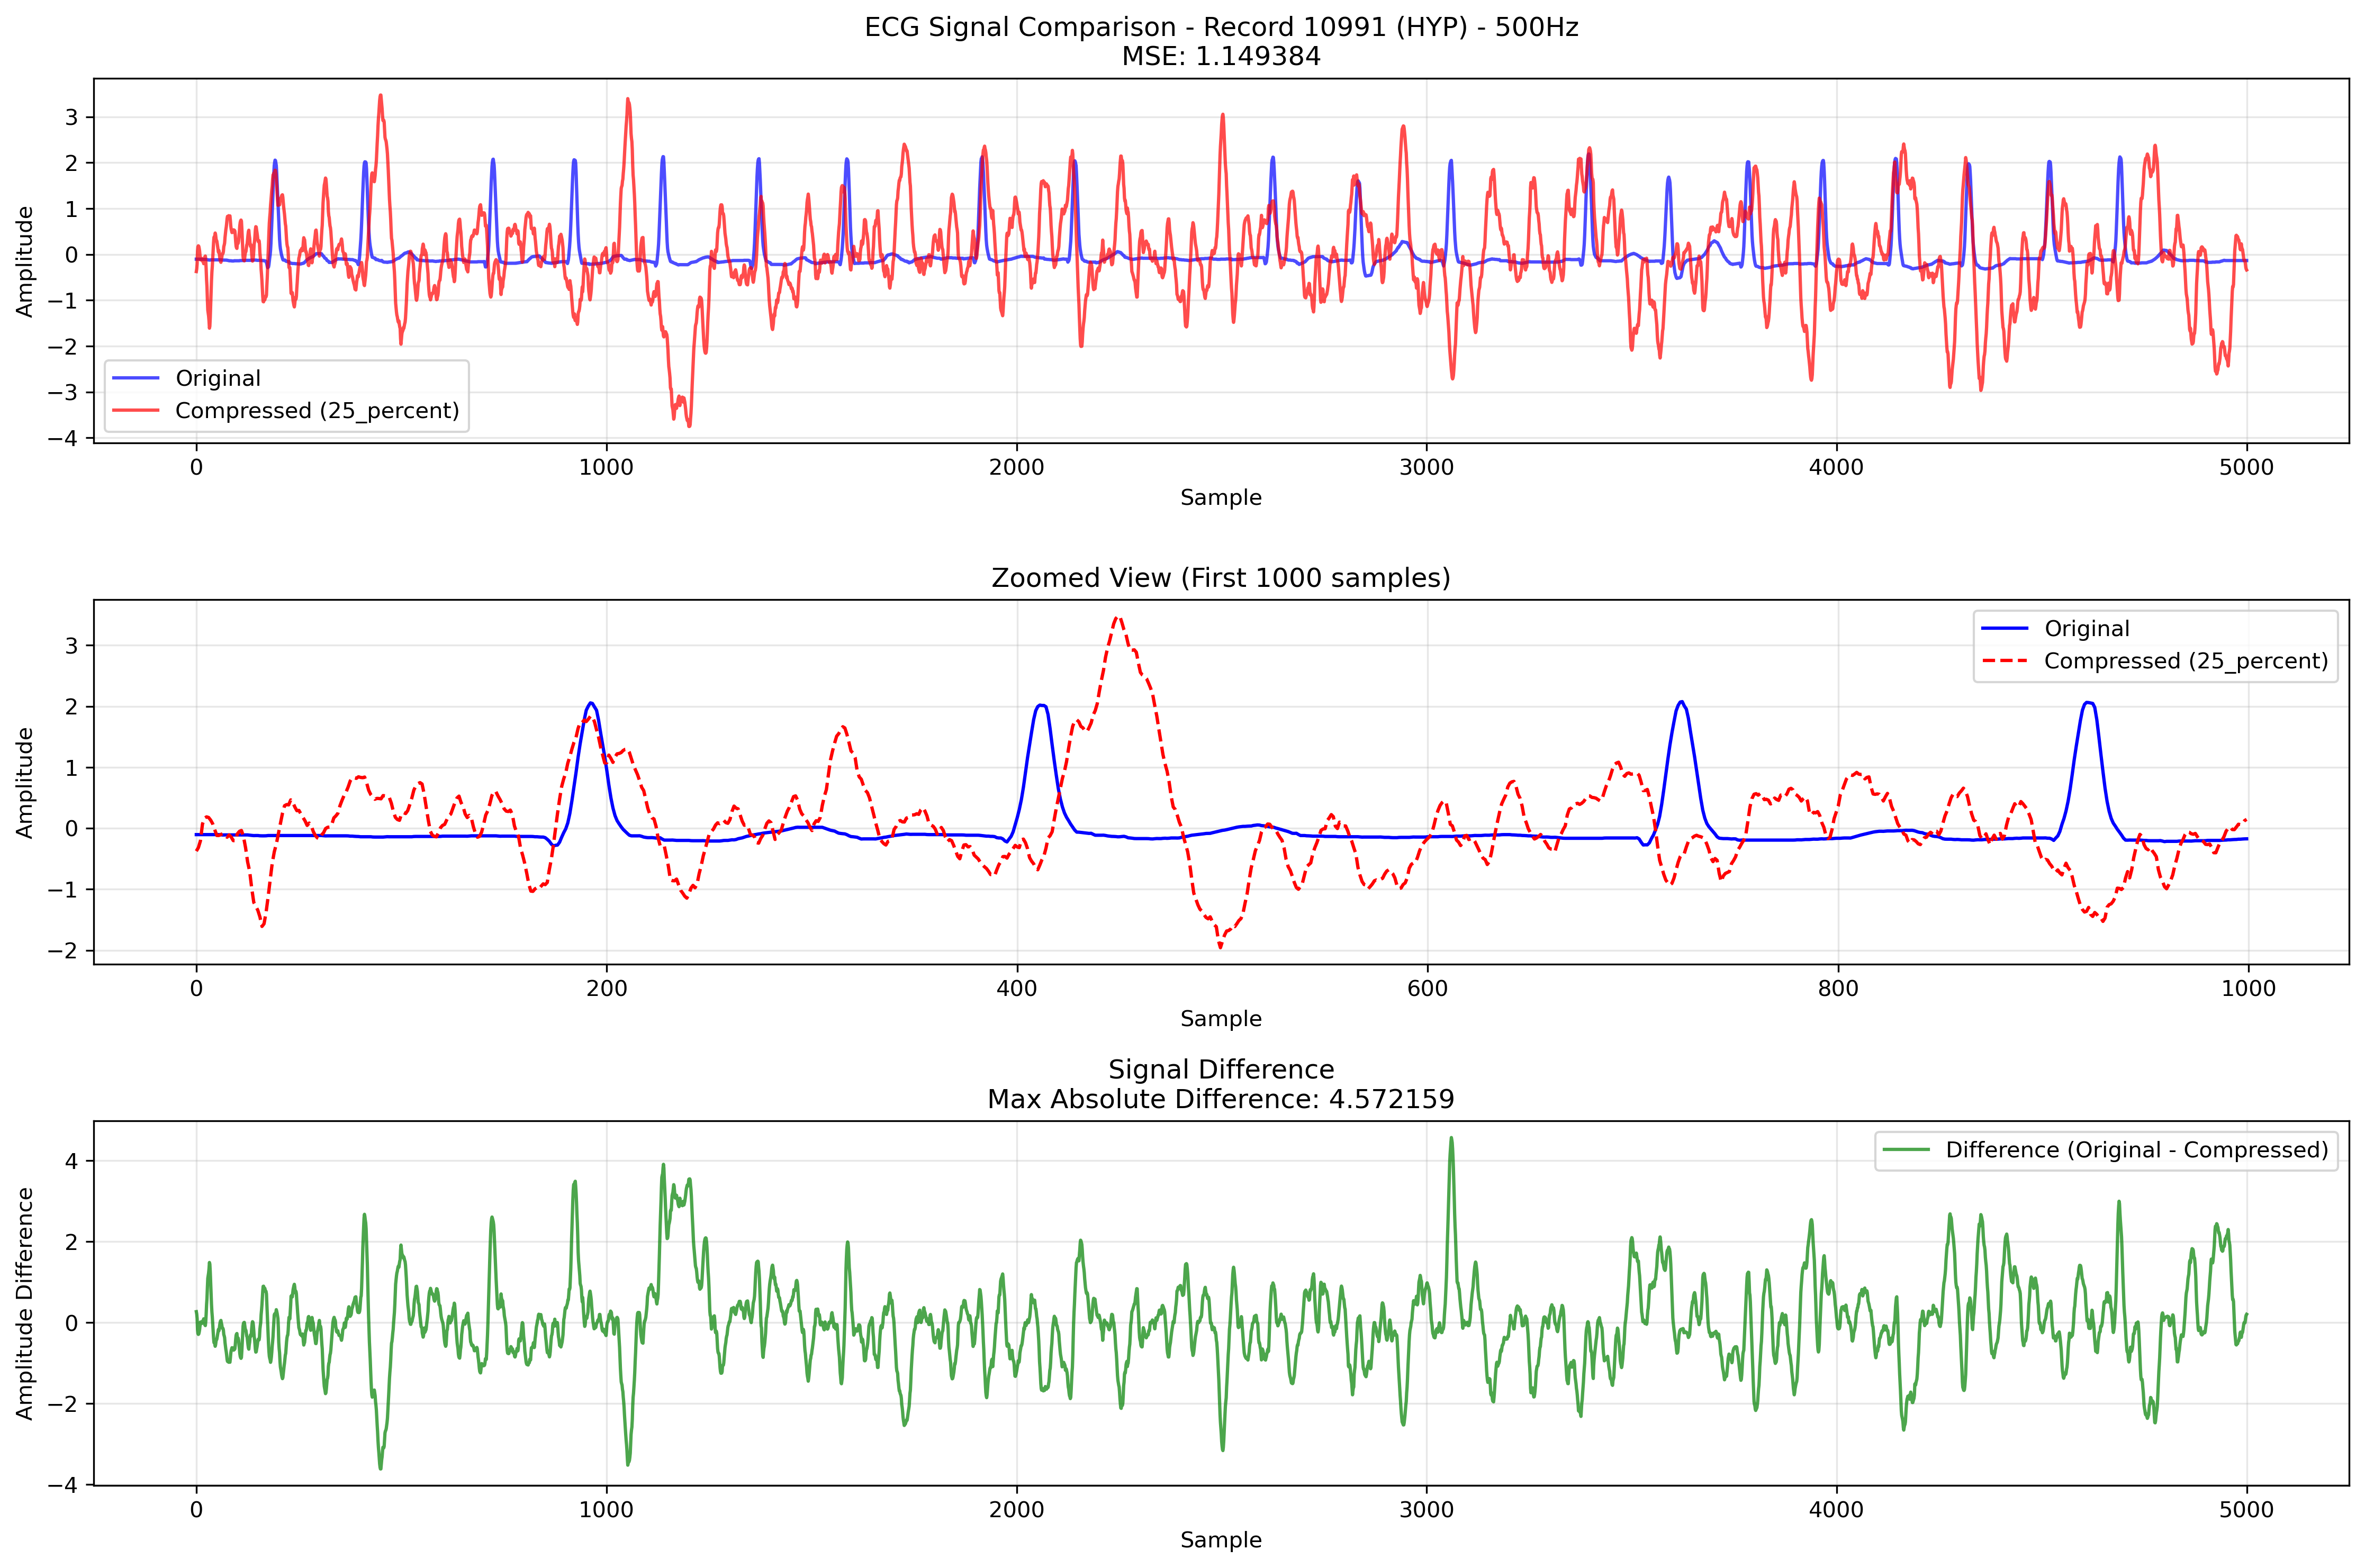 ECG Signal Comparison - Record 10991 (HYP) - 500Hz
MSE: 1.149384
Amplitude
3
2
1
0
−1
−2
−3
−4
Original
Compressed (25_percent)
0 1000 2000 3000 4000 5000
Sample
Zoomed View (First 1000 samples)
Amplitude
3
2
1
0
−1
−2
Original
Compressed (25_percent)
0 200 400 600 800 1000
Sample
Signal Difference
Max Absolute Difference: 4.572159
Amplitude Difference
4
2
0
−2
−4
Difference (Original - Compressed)
0 1000 2000 3000 4000 5000
Sample